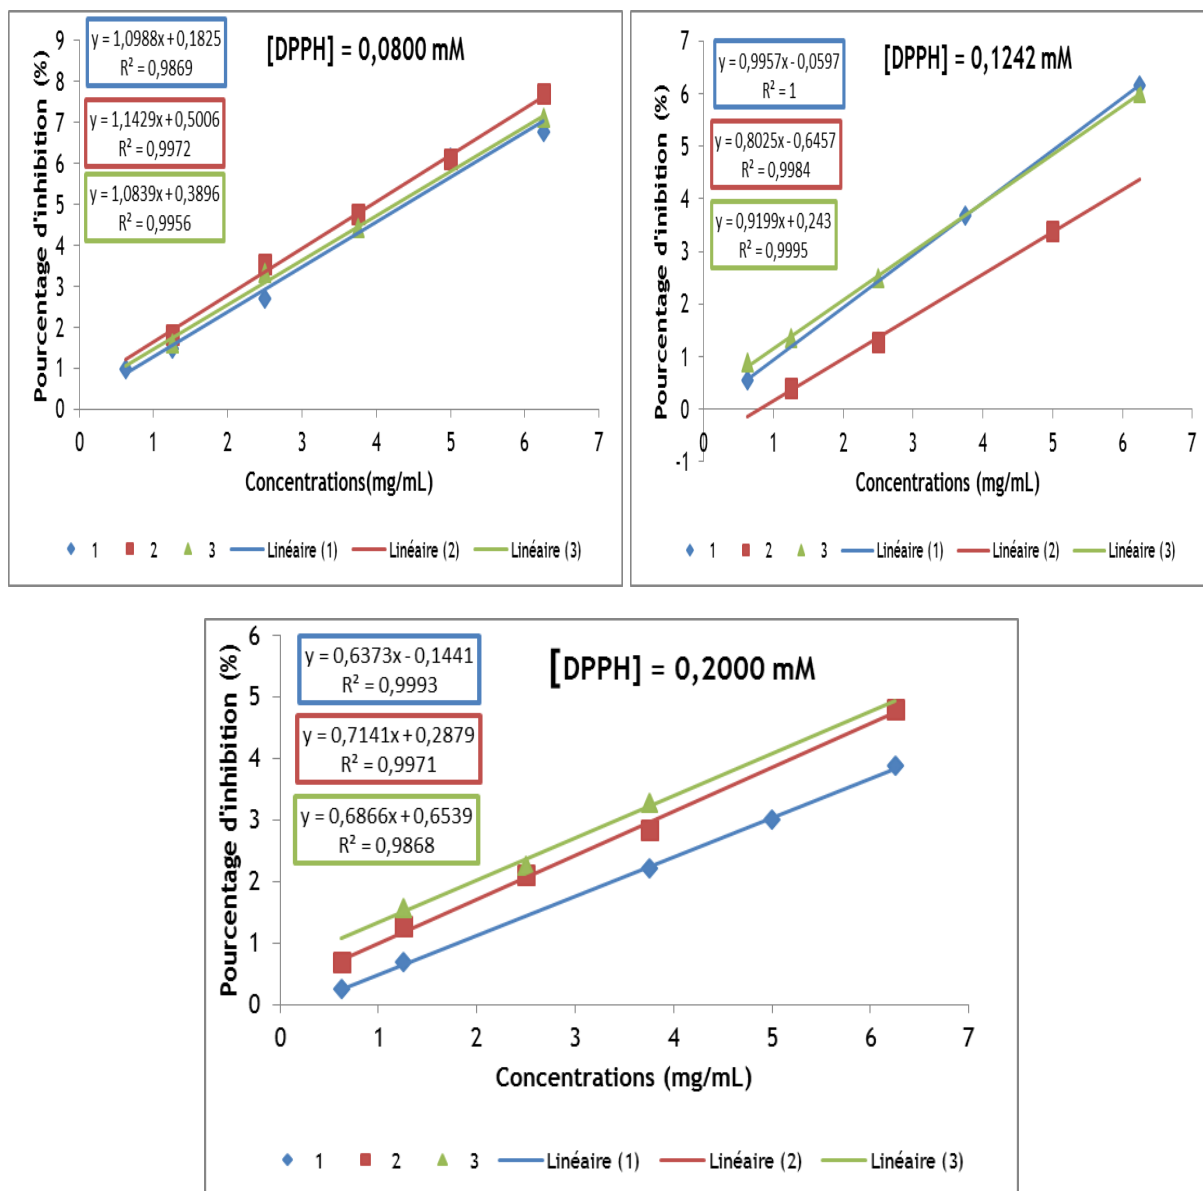 [DPPH] = 0,0800 mM
y = 1,0988x+0,1825
R² = 0,9869
y = 1,1429x+0,5006
R² = 0,9972
y = 1,0839x+0,3896
R² = 0,9956
Pourcentage d'inhibition (%)
9
8
7
6
5
4
3
2
1
0
0 1 2 3 4 5 6 7
Concentrations(mg/mL)
1 2 3 Linéaire (1) Linéaire (2) Linéaire (3)
[DPPH] = 0,1242 mM
y = 0,9957x-0,0597
R² = 1
y = 0,8025x-0,6457
R² = 0,9984
y = 0,9199x+0,243
R² = 0,9995
Pourcentage d'inibition (%)
7
6
5
4
3
2
1
0
-1
0 1 2 3 4 5 6 7
Concentrations (mg/mL)
1 2 3 Linéaire (1) Linéaire (2) Linéaire (3)
[DPPH] = 0,2000 mM
y = 0,6373x-0,1441
R² = 0,9993
y = 0,7141x+0,2879
R² = 0,9971
y = 0,6866x+0,6539
R² = 0,9868
Pourcentage d'inhibition (%)
6
5
4
3
2
1
0
0 1 2 3 4 5 6 7
Concentrations (mg/mL)
1 2 3 Linéaire (1) Linéaire (2) Linéaire (3)